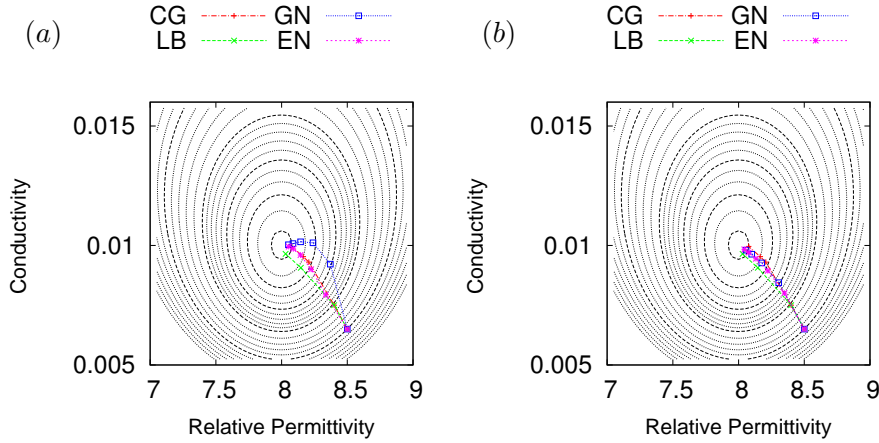 (a)
CG GN
LB EN
0.015
0.01
0.005
Conductivity
7 7.5 8 8.5 9
Relative Permittivity
(b)
CG GN
LB EN
0.015
0.01
0.005
Conductivity
7 7.5 8 8.5 9
Relative Permittivity